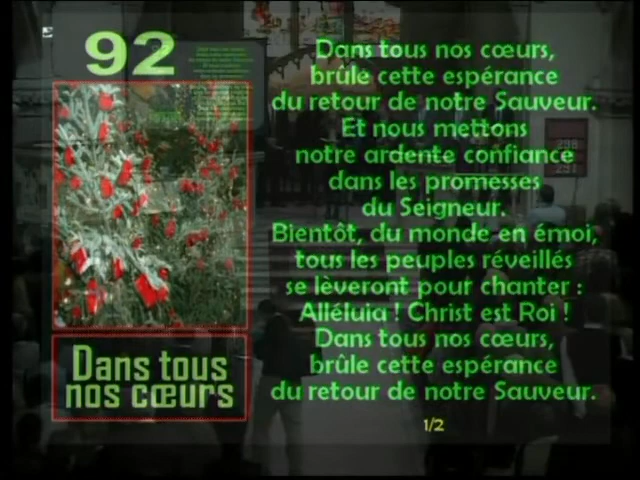 92
Dans tous
nos cœurs
Dans tous nos cœurs,
brûle cette espérance
du retour de notre Sauveur.
Et nous mettons
notre ardente confiance
dans les promesses
du Seigneur.
Bientôt, du monde en émoi,
tous les peuples réveillés
se lèveront pour chanter :
Alléluia ! Christ est Roi !
Dans tous nos cœurs,
brûle cette espérance
du retour de notre Sauveur.
1/2
298
291